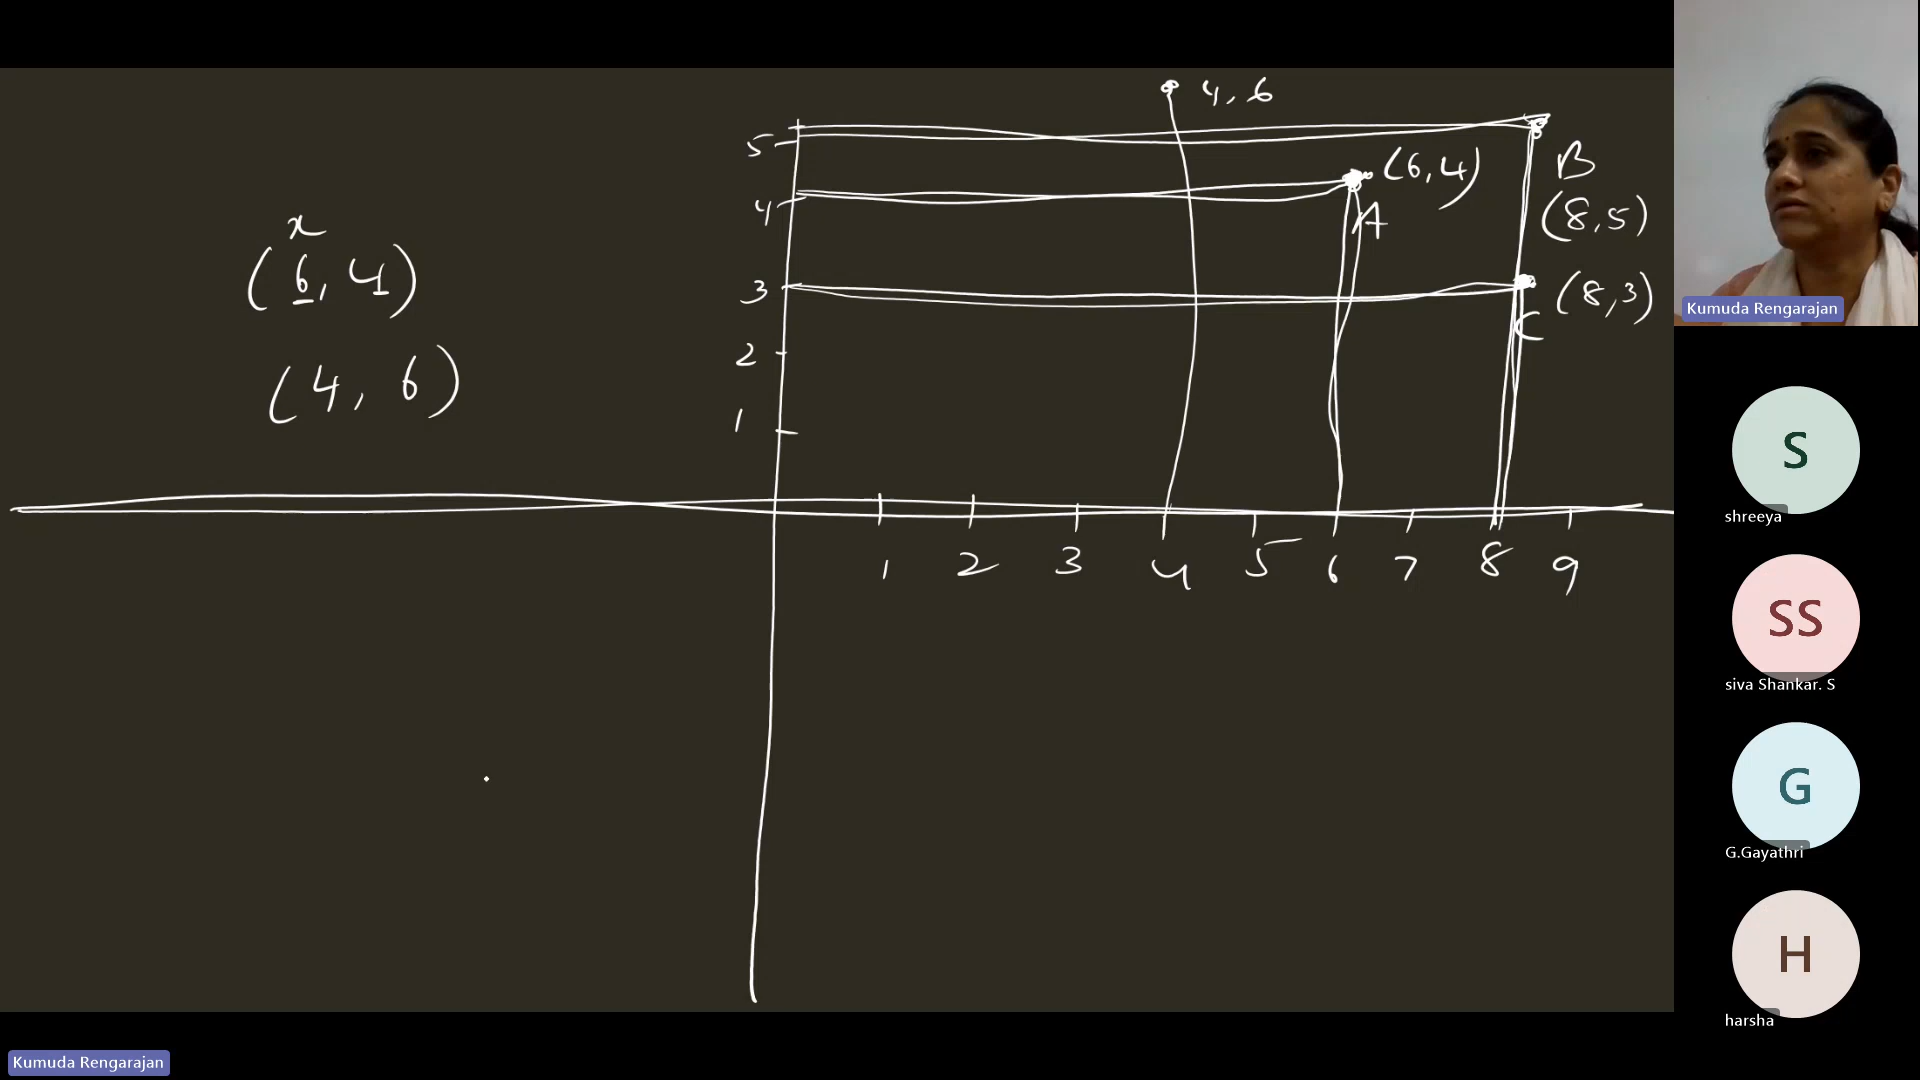 x
(6, 4)
(4, 6)
4, 6
5
4
3
2
1
(6,4)
A
B
(8,5)
(8,3)
C
1 2 3 4 5 6 7 8 9
Kumuda Rengarajan
S
shreeya
SS
siva Shankar. S
G
G.Gayathri
H
harsha
Kumuda Rengarajan